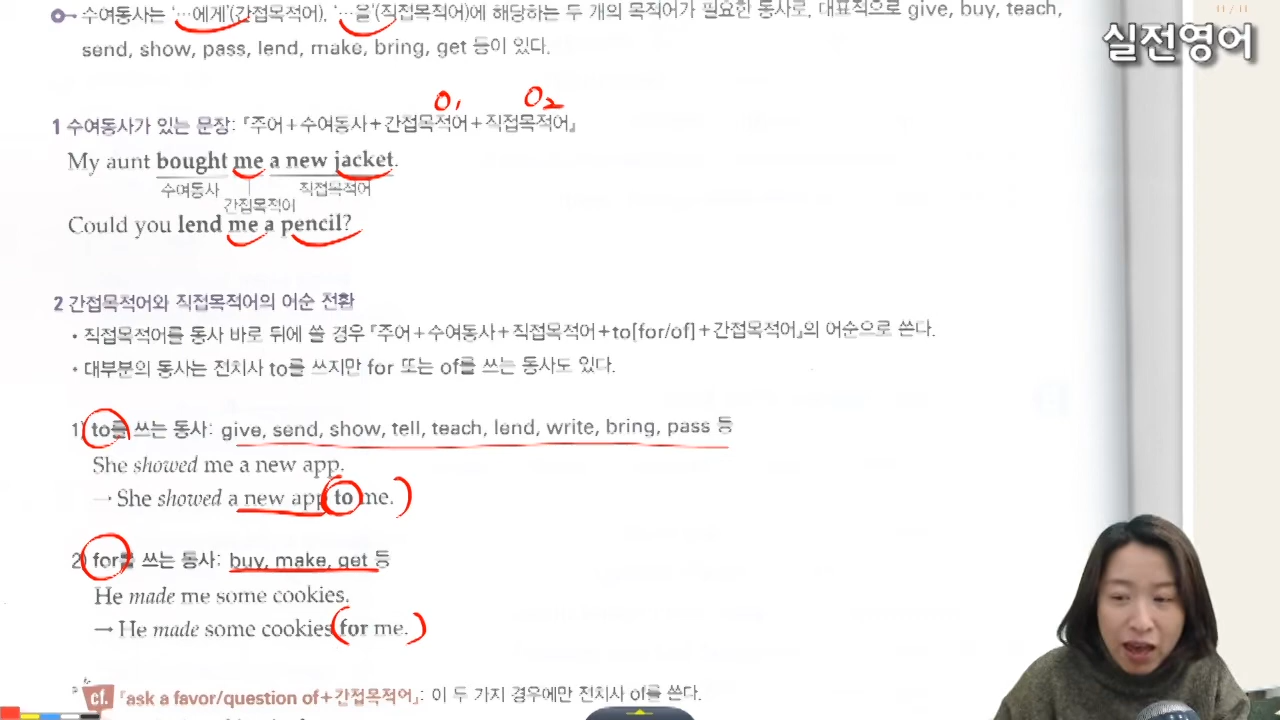 수여동사는 ‘…에게’(간접목적어), ‘…을’(직접목적어)에 해당하는 두 개의 목적어가 필요한 동사로, 대표적으로 give, buy, teach,
send, show, pass, lend, make, bring, get 등이 있다.
실전영어
O₁ O₂
1 수여동사가 있는 문장: 『주어+수여동사+간접목적어+직접목적어』
My aunt bought me a new jacket.
수여동사 직접목적어
간접목적어
Could you lend me a pencil?
2 간접목적어와 직접목적어의 어순 전환
• 직접목적어를 동사 바로 뒤에 쓸 경우 『주어+수여동사+직접목적어+to[for/of]+간접목적어』의 어순으로 쓴다.
• 대부분의 동사는 전치사 to를 쓰지만 for 또는 of를 쓰는 동사도 있다.
1) to를 쓰는 동사: give, send, show, tell, teach, lend, write, bring, pass 등
She showed me a new app.
→ She showed a new app to me.
2) for를 쓰는 동사: buy, make, get 등
He made me some cookies.
→ He made some cookies for me.
cf. 『ask a favor/question of+간접목적어』: 이 두 가지 경우에만 전치사 of를 쓴다.